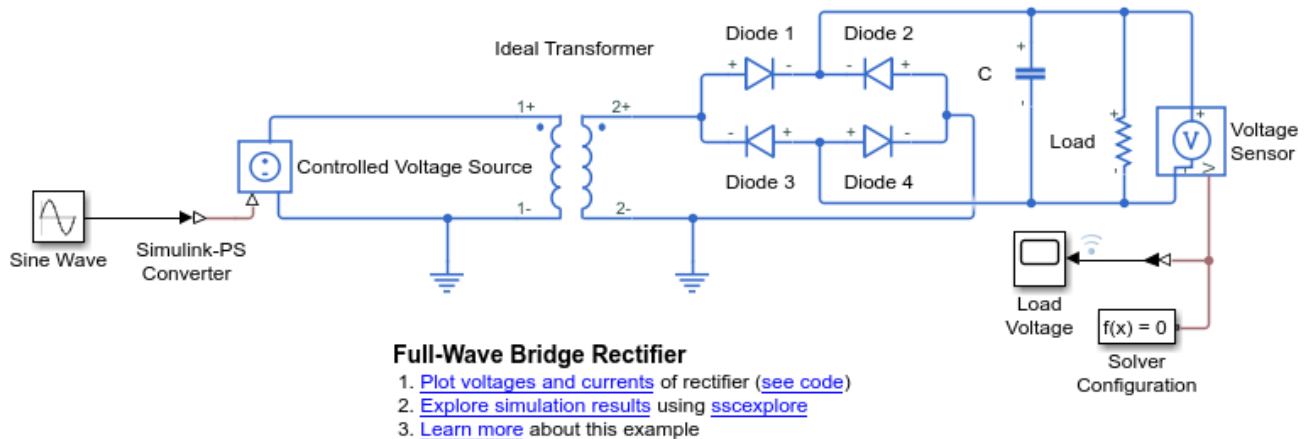 Ideal Transformer
Diode 1
Diode 2
+
-
-
+
C
+
-
1+
2+
-
+
+
-
Diode 3
Diode 4
Load
+
-
+
V
-
V
Voltage
Sensor
Controlled Voltage Source
1-
2-
Sine Wave
Simulink-PS
Converter
Load
Voltage
f(x) = 0
Solver
Configuration
Full-Wave Bridge Rectifier
1. Plot voltages and currents of rectifier (see code)
2. Explore simulation results using sscexplore
3. Learn more about this example